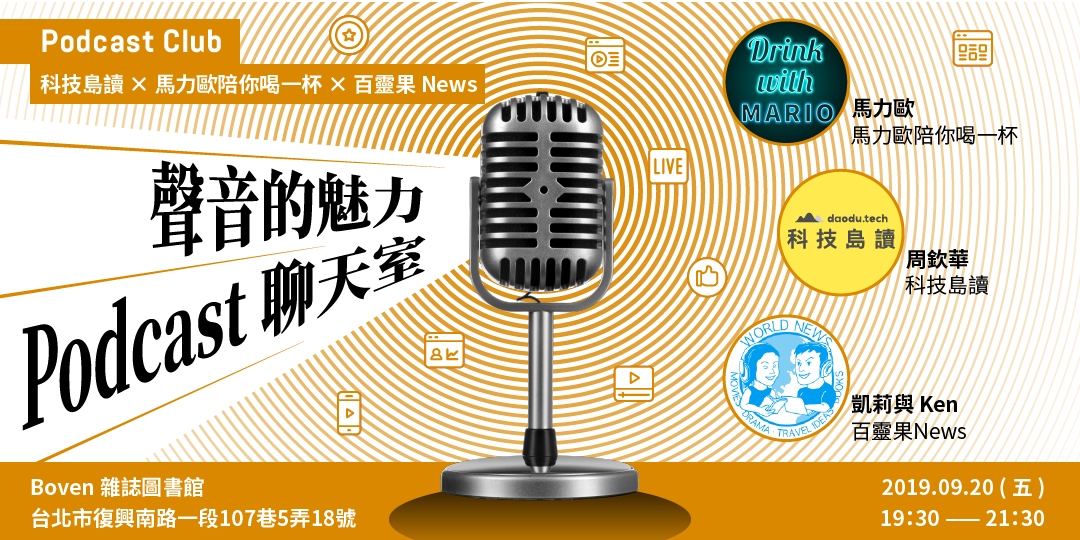 Podcast Club
科技島讀 × 馬力歐陪你喝一杯 × 百靈果 News
聲音的魅力
Podcast 聊天室
LIVE
Drink
with
MARIO
馬力歐
馬力歐陪你喝一杯
daodu.tech
科技島讀
周欽華
科技島讀
WORLD NEWS
MOVIES · DRAMA · TRAVEL · IDEAS · BOOKS
凱莉與 Ken
百靈果News
Boven 雜誌圖書館
台北市復興南路一段107巷5弄18號
2019.09.20 ( 五 )
19:30 —— 21:30